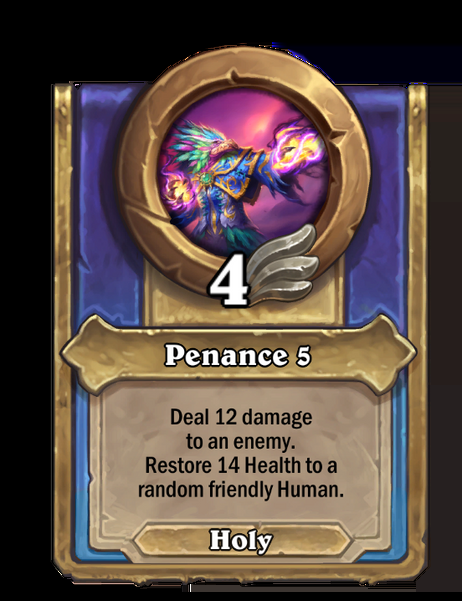 4
Penance 5
Deal 12 damage
to an enemy.
Restore 14 Health to a
random friendly Human.
Holy